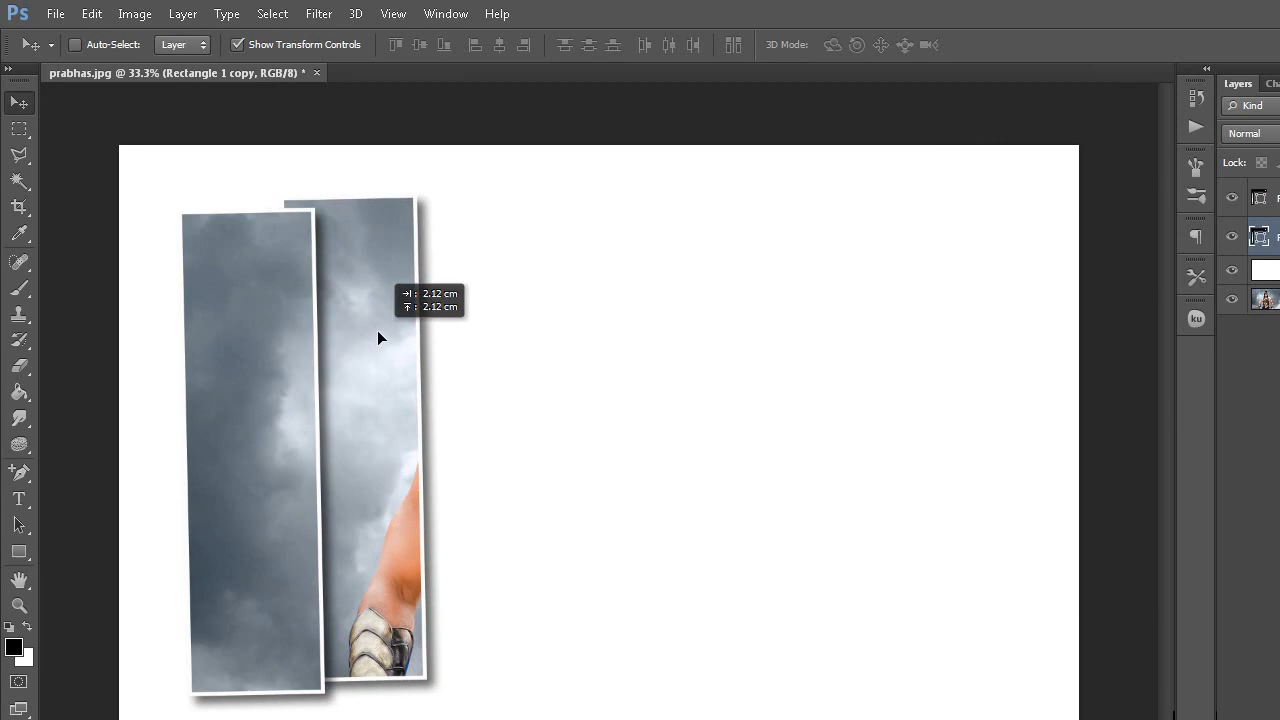 Ps File Edit Image Layer Type Select Filter 3D View Window Help
Auto-Select: Layer Show Transform Controls 3D Mode:
prabhas.jpg @ 33.3% (Rectangle 1 copy, RGB/8) * ×
Layers
Kind
Normal
Lock:
2.12 cm
2.12 cm
ku
T